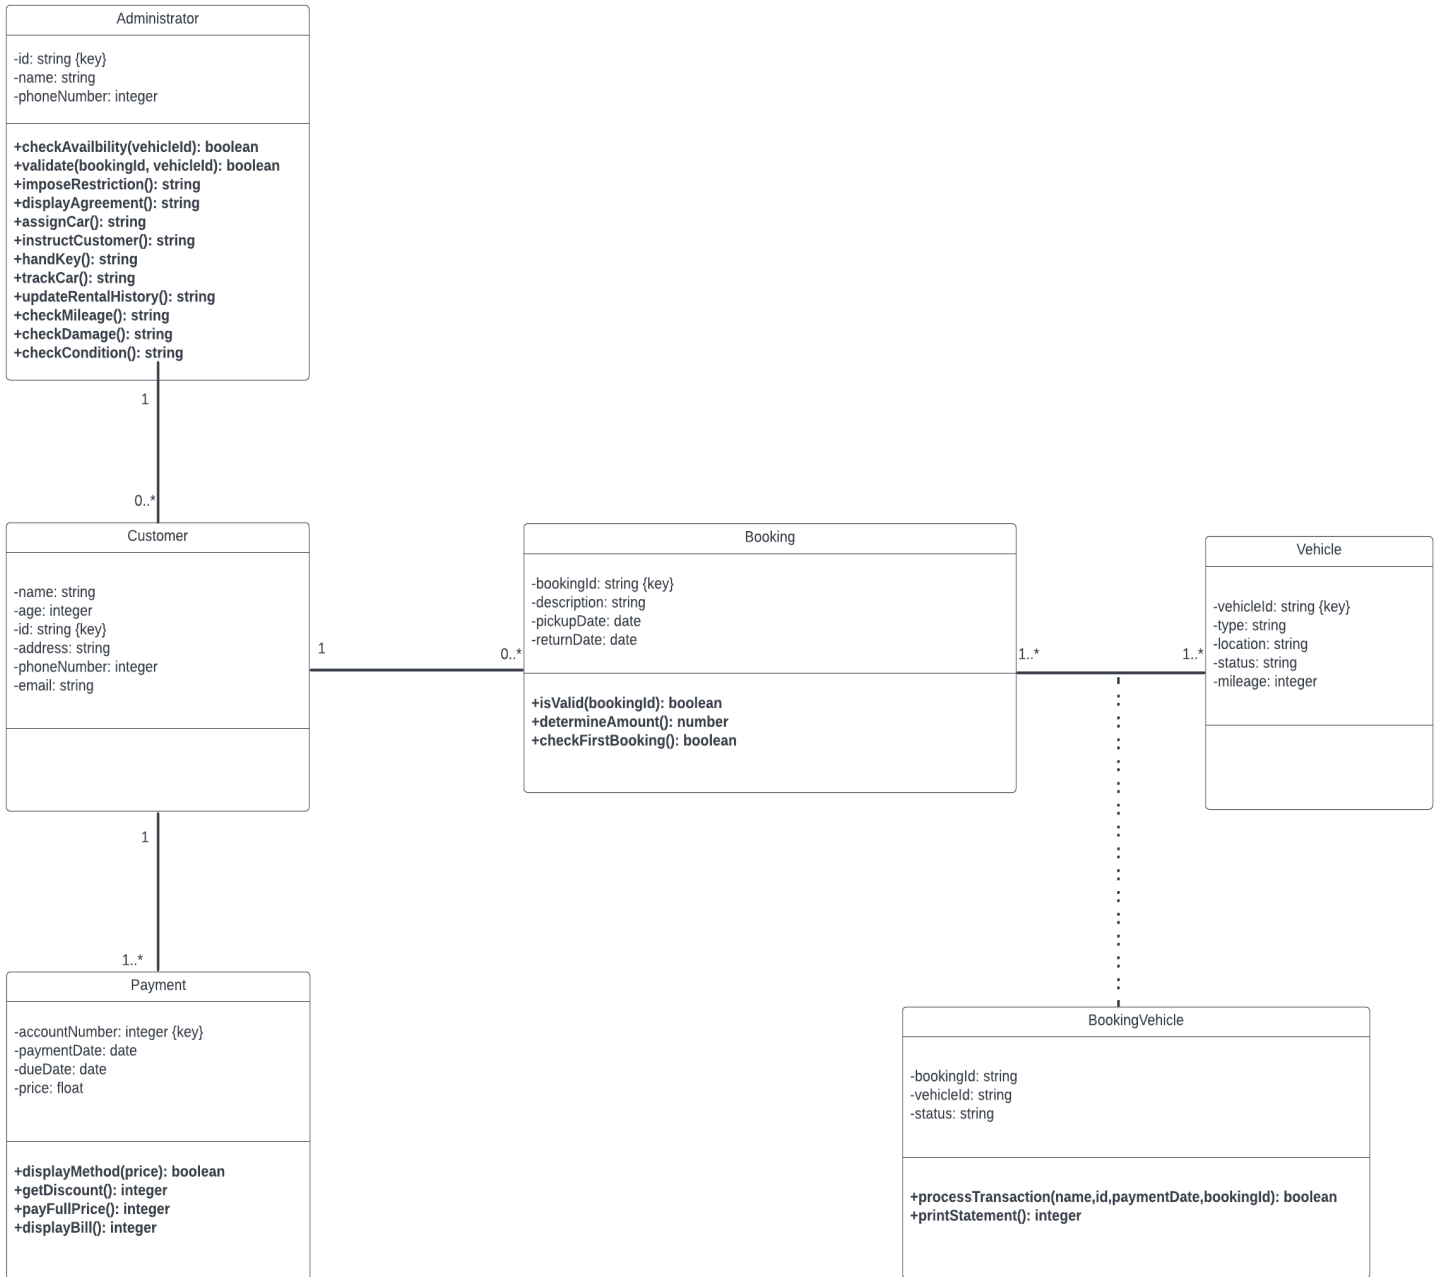 Administrator
-id: string {key}
-name: string
-phoneNumber: integer
+checkAvailbility(vehicleId): boolean
+validate(bookingId, vehicleId): boolean
+imposeRestriction(): string
+displayAgreement(): string
+assignCar(): string
+instructCustomer(): string
+handKey(): string
+trackCar(): string
+updateRentalHistory(): string
+checkMileage(): string
+checkDamage(): string
+checkCondition(): string
1
0..*
Customer
-name: string
-age: integer
-id: string {key}
-address: string
-phoneNumber: integer
-email: string
1
0..*
Booking
-bookingId: string {key}
-description: string
-pickupDate: date
-returnDate: date
+isValid(bookingId): boolean
+determineAmount(): number
+checkFirstBooking(): boolean
1..*
1..*
Vehicle
-vehicleId: string {key}
-type: string
-location: string
-status: string
-mileage: integer
1
1..*
Payment
-accountNumber: integer {key}
-paymentDate: date
-dueDate: date
-price: float
+displayMethod(price): boolean
+getDiscount(): integer
+payFullPrice(): integer
+displayBill(): integer
BookingVehicle
-bookingId: string
-vehicleId: string
-status: string
+processTransaction(name,id,paymentDate,bookingId): boolean
+printStatement(): integer